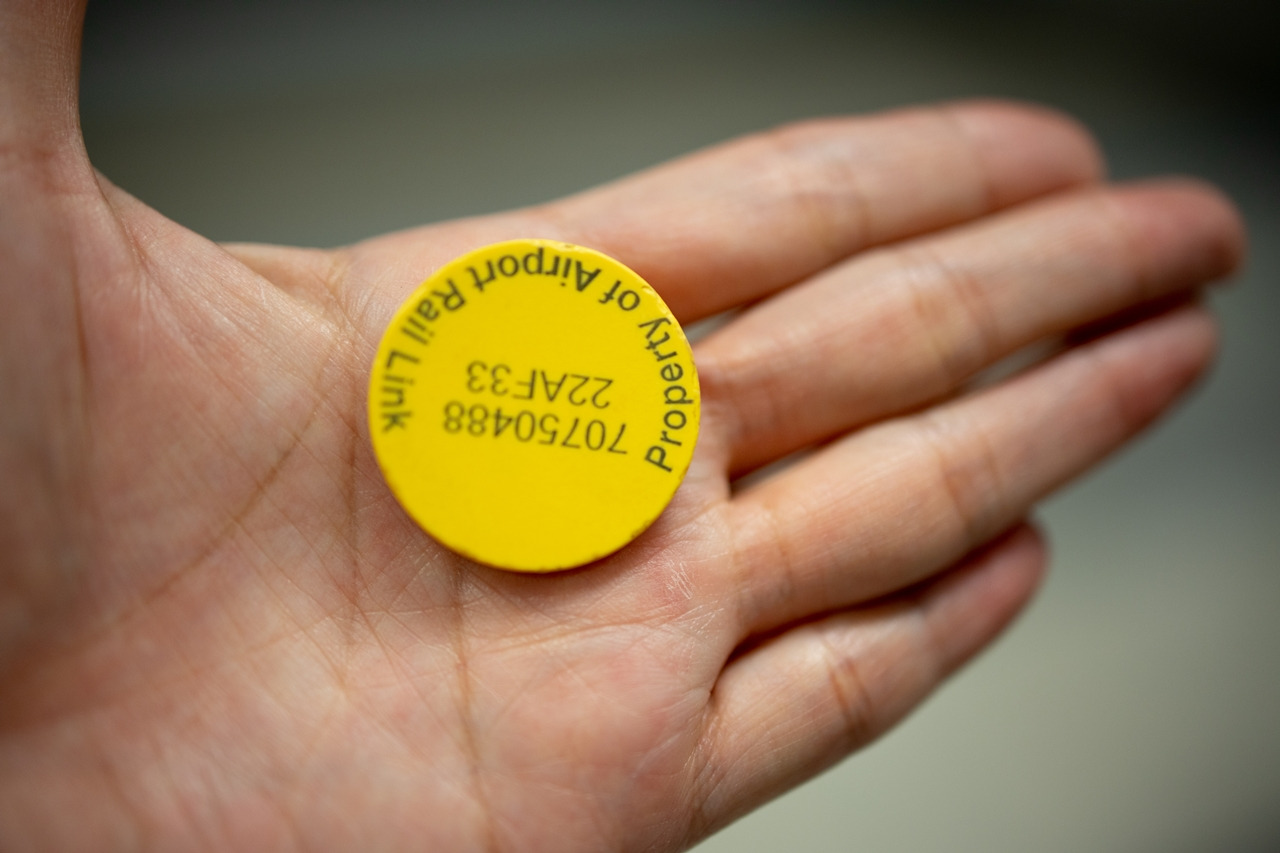 Property of Airport Rail Link
70750488
22AF33